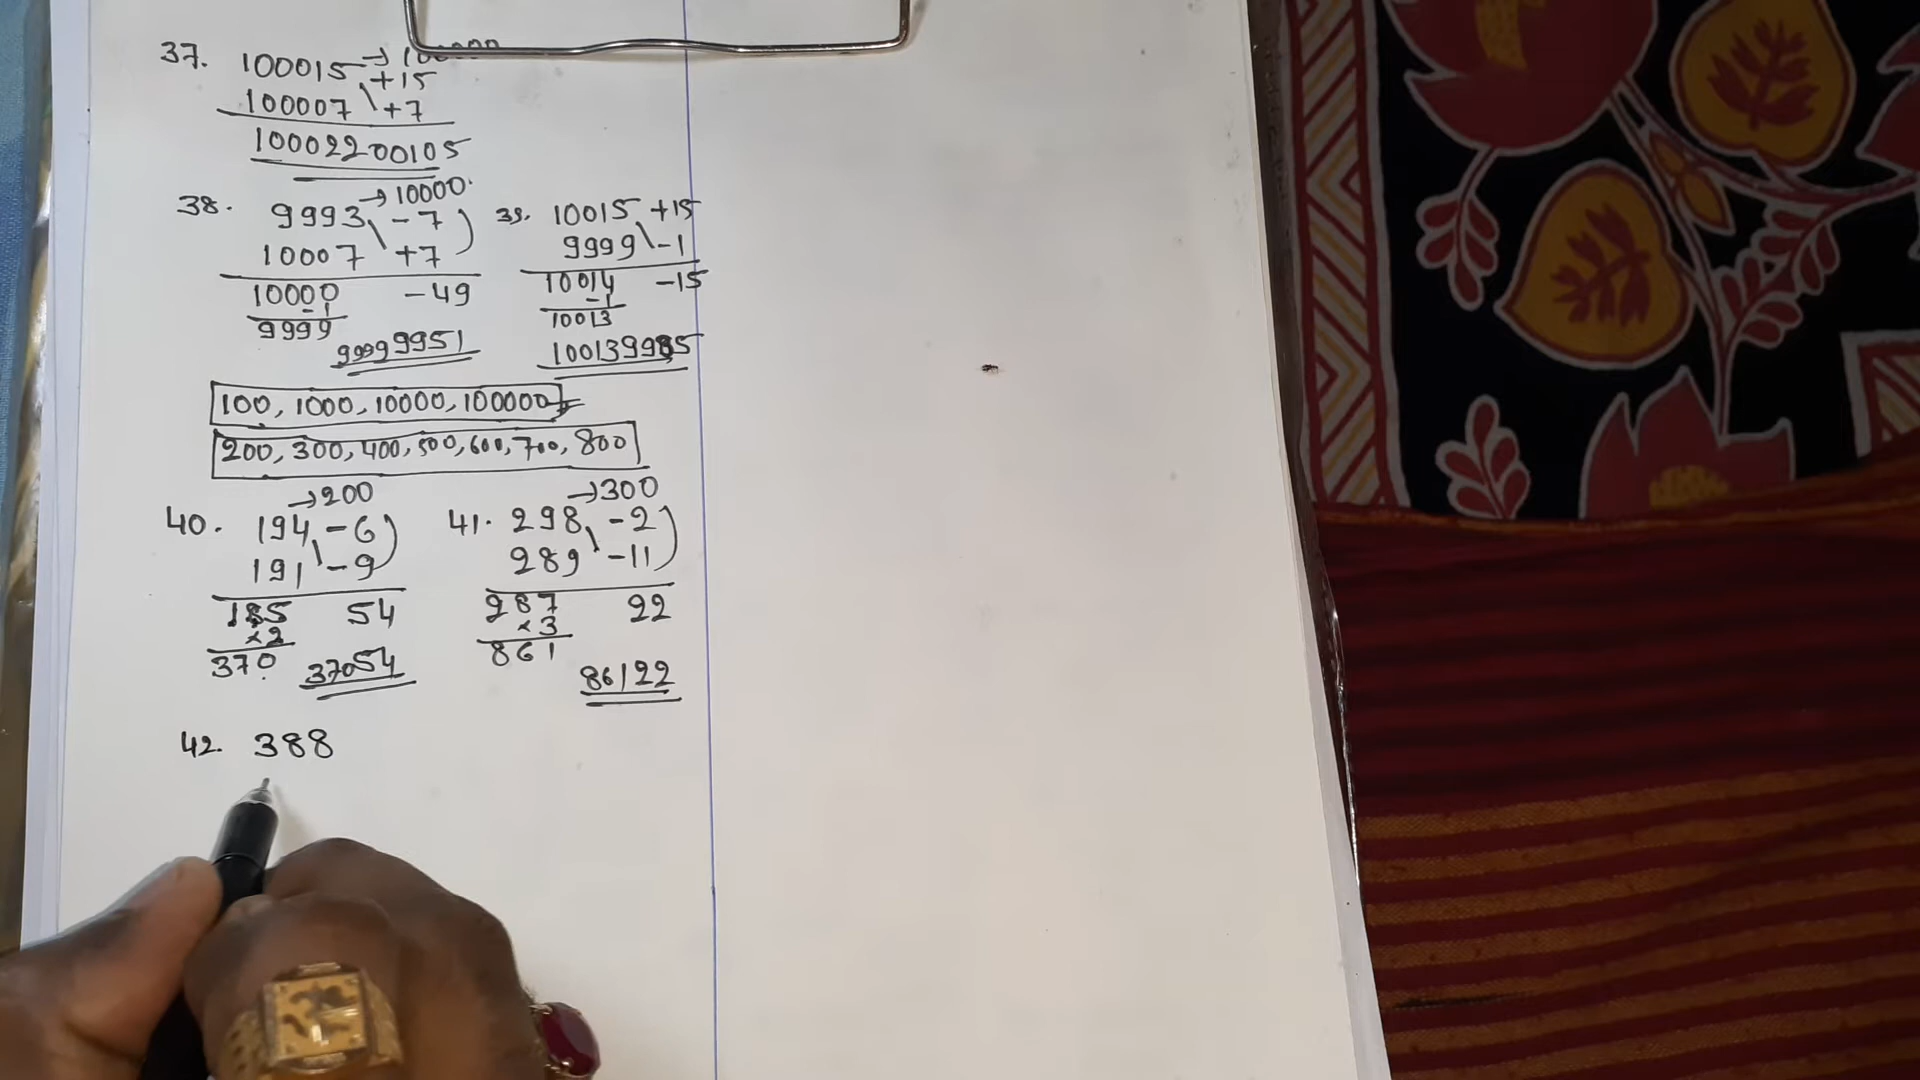 37. 100015 → 100000
+15
100007 \ +7
10002200105
38. 9993 → 10000.
-7
10007 \ +7
10000 -49
-1
9999
99999951
39. 10015 +15
9999 \ -1
10014 -15
-1
10013
100139985
100, 1000, 10000, 100000
200, 300, 400, 500, 600, 700, 800
→ 200
40. 194 -6
191 \ -9
185 54
×2
370
37054
→ 300
41. 298 -2
289 \ -11
287 22
×3
861
86122
42. 388